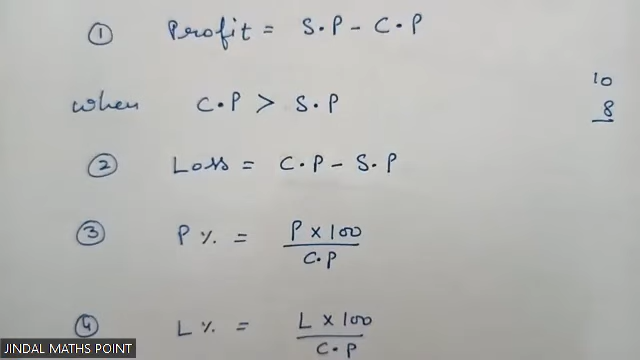 ① Profit = S.P - C.P
10
when C.P > S.P
8
② Loss = C.P - S.P
③ P % = P x 100 / C.P
④ L % = L x 100 / C.P
JINDAL MATHS POINT